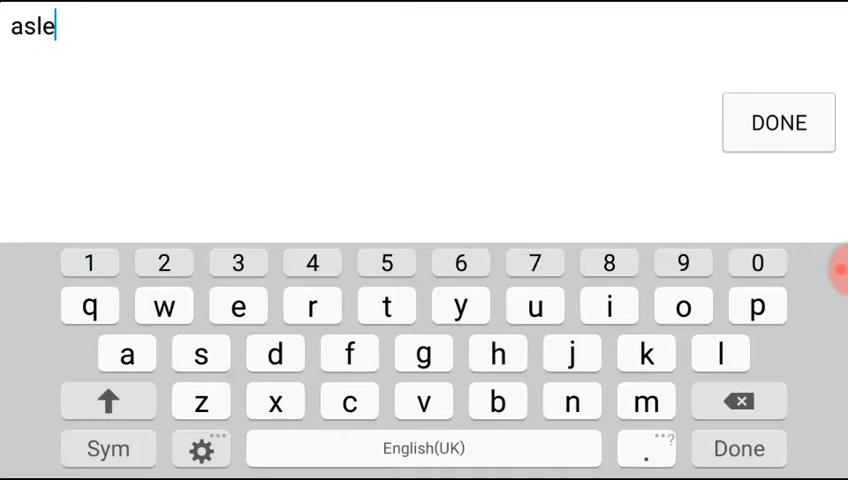 asle
DONE
1 2 3 4 5 6 7 8 9 0
q w e r t y u i o p
a s d f g h j k l
z x c v b n m
Sym ... English(UK) . ,,? Done